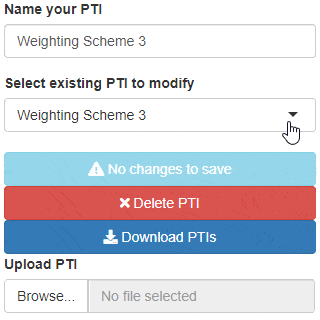 Name your PTI
Weighting Scheme 3
Select existing PTI to modify
Weighting Scheme 3
No changes to save
Delete PTI
Download PTIs
Upload PTI
Browse... No file selected